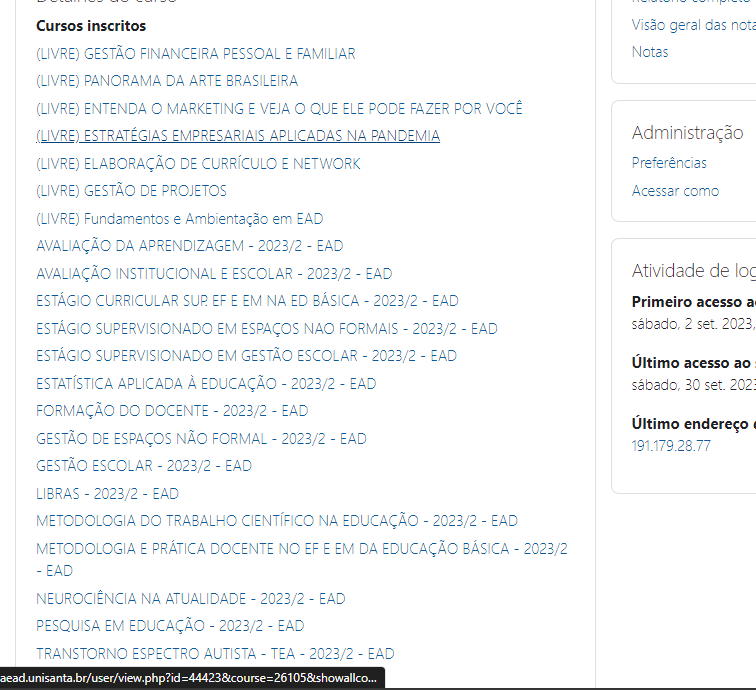 Detalhes do curso
Cursos inscritos
(LIVRE) GESTÃO FINANCEIRA PESSOAL E FAMILIAR
(LIVRE) PANORAMA DA ARTE BRASILEIRA
(LIVRE) ENTENDA O MARKETING E VEJA O QUE ELE PODE FAZER POR VOCÊ
(LIVRE) ESTRATÉGIAS EMPRESARIAIS APLICADAS NA PANDEMIA
(LIVRE) ELABORAÇÃO DE CURRÍCULO E NETWORK
(LIVRE) GESTÃO DE PROJETOS
(LIVRE) Fundamentos e Ambientação em EAD
AVALIAÇÃO DA APRENDIZAGEM - 2023/2 - EAD
AVALIAÇÃO INSTITUCIONAL E ESCOLAR - 2023/2 - EAD
ESTÁGIO CURRICULAR SUP. EF E EM NA ED BÁSICA - 2023/2 - EAD
ESTÁGIO SUPERVISIONADO EM ESPAÇOS NAO FORMAIS - 2023/2 - EAD
ESTÁGIO SUPERVISIONADO EM GESTÃO ESCOLAR - 2023/2 - EAD
ESTATÍSTICA APLICADA À EDUCAÇÃO - 2023/2 - EAD
FORMAÇÃO DO DOCENTE - 2023/2 - EAD
GESTÃO DE ESPAÇOS NÃO FORMAL - 2023/2 - EAD
GESTÃO ESCOLAR - 2023/2 - EAD
LIBRAS - 2023/2 - EAD
METODOLOGIA DO TRABALHO CIENTÍFICO NA EDUCAÇÃO - 2023/2 - EAD
METODOLOGIA E PRÁTICA DOCENTE NO EF E EM DA EDUCAÇÃO BÁSICA - 2023/2
- EAD
NEUROCIÊNCIA NA ATUALIDADE - 2023/2 - EAD
PESQUISA EM EDUCAÇÃO - 2023/2 - EAD
TRANSTORNO ESPECTRO AUTISTA - TEA - 2023/2 - EAD
aead.unisanta.br/user/view.php?id=44423&course=26105&showallco...
Relatório completo
Visão geral das nota
Notas
Administração
Preferências
Acessar como
Atividade de log
Primeiro acesso a
sábado, 2 set. 2023,
Último acesso ao
sábado, 30 set. 2023
Último endereço
191.179.28.77